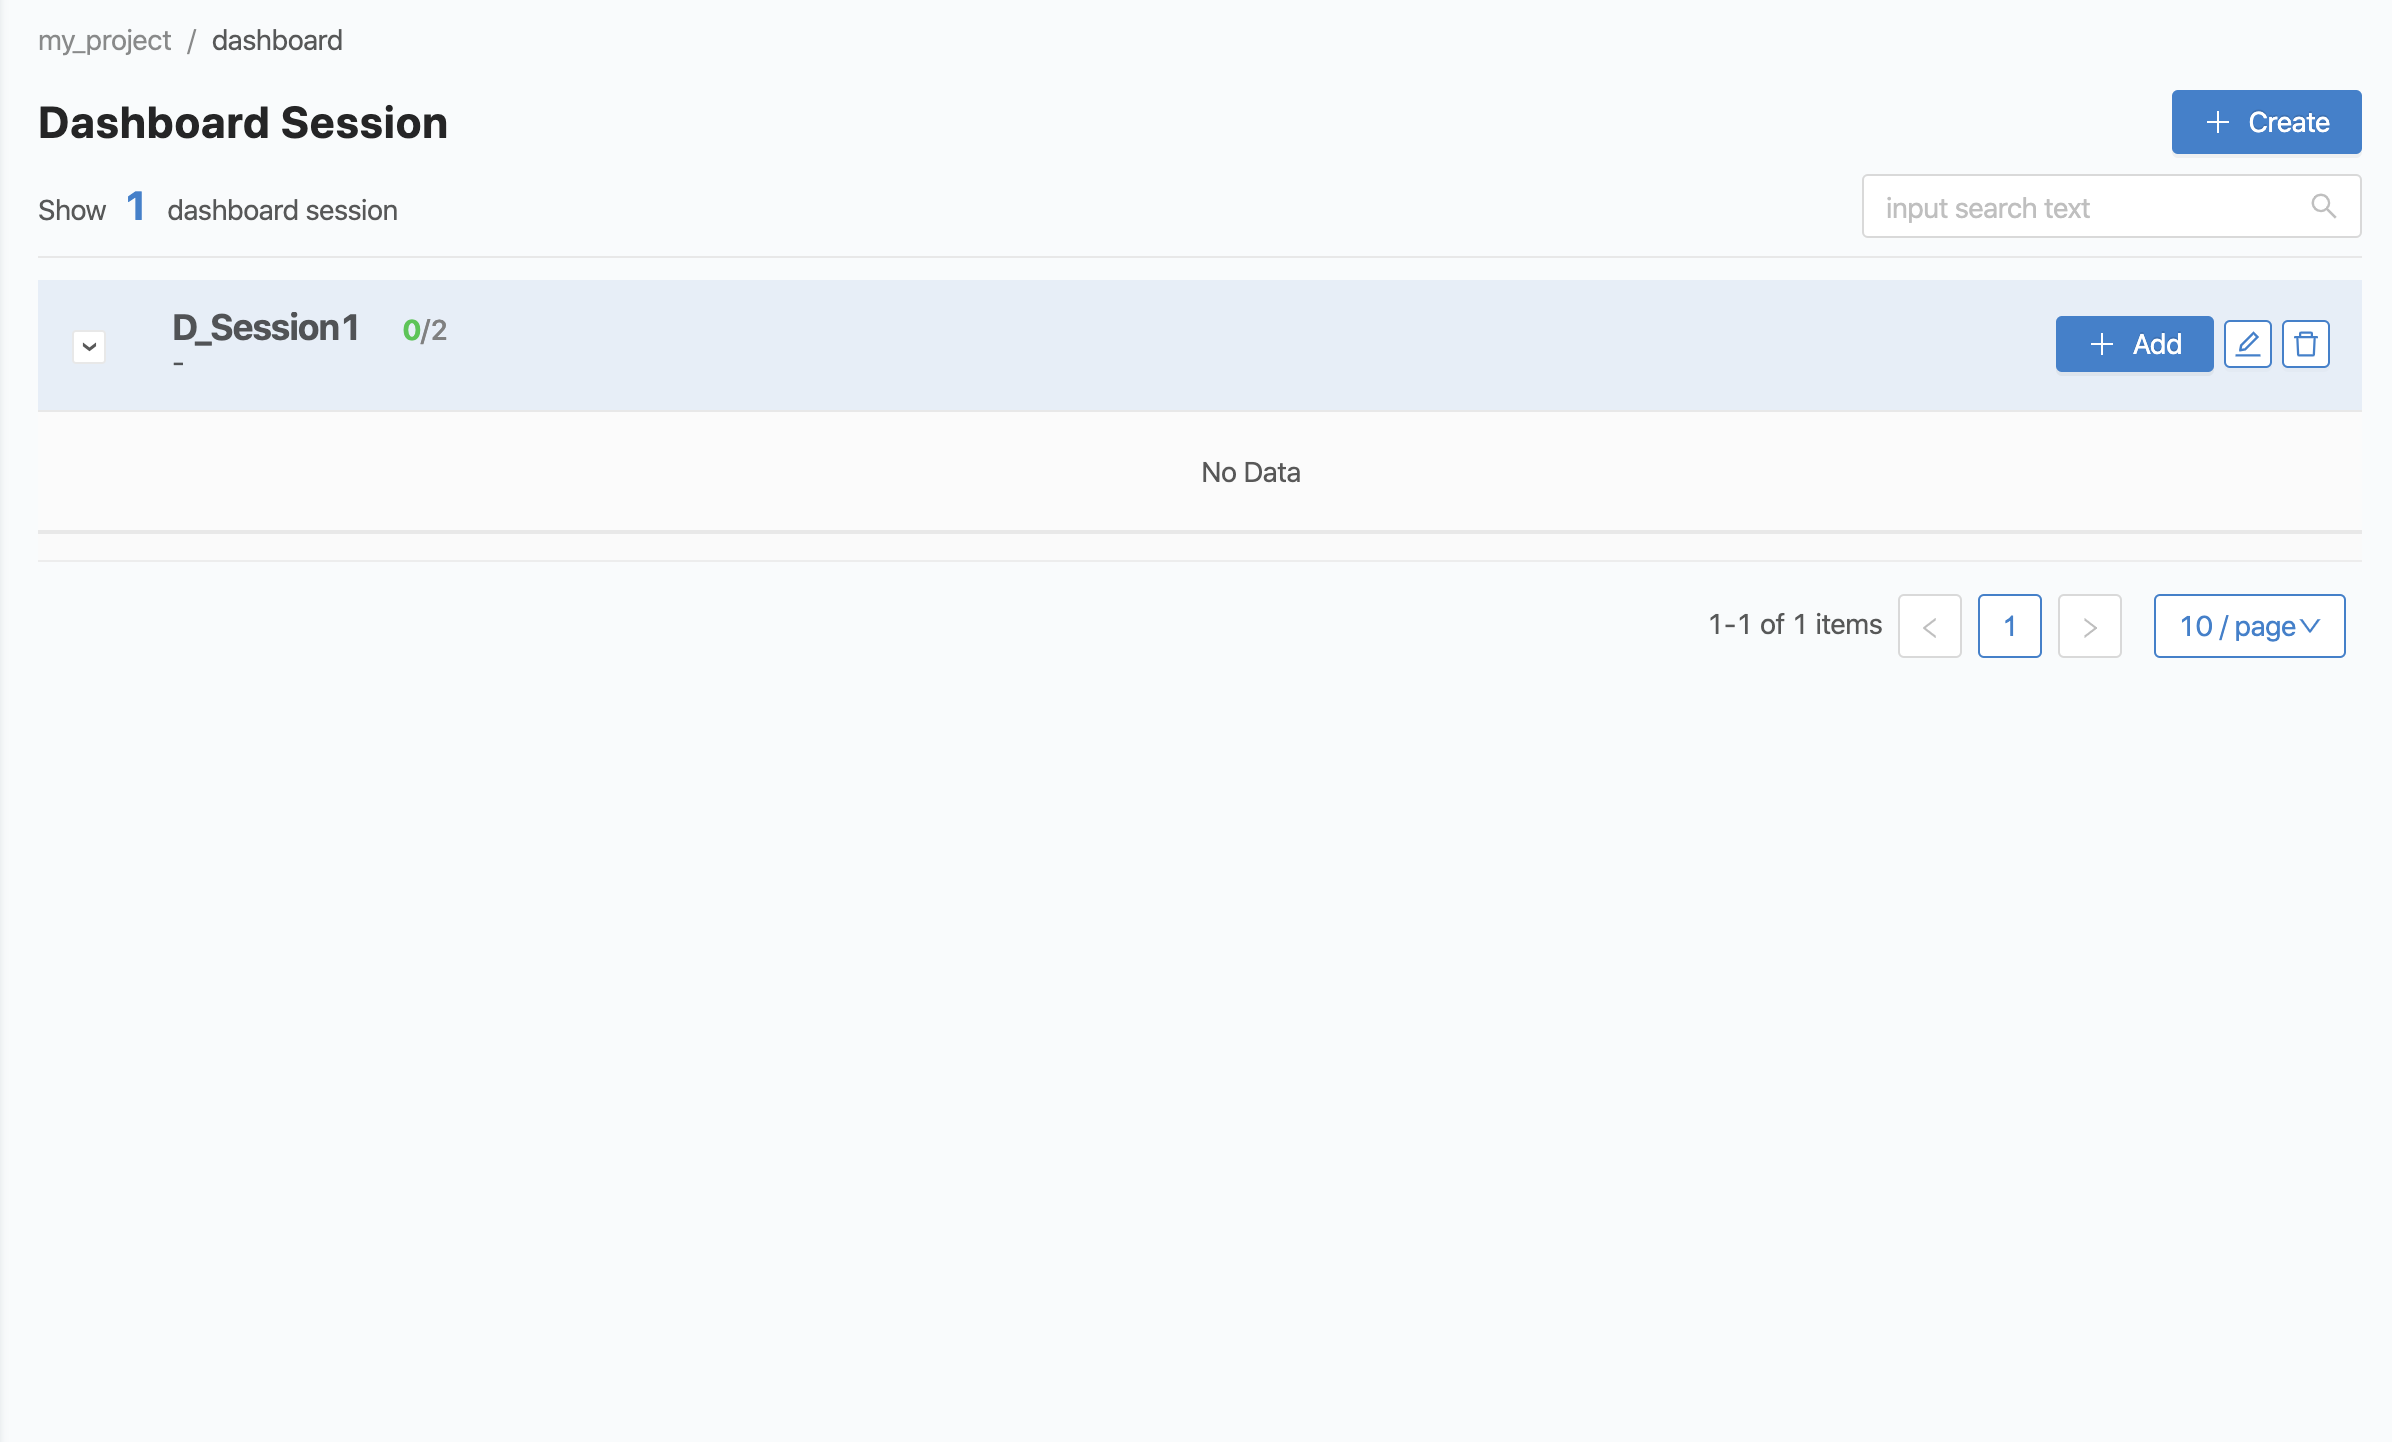 my_project / dashboard
Dashboard Session
+ Create
Show 1 dashboard session
input search text
D_Session1 0/2
-
+ Add
No Data
1-1 of 1 items < 1 > 10 / page